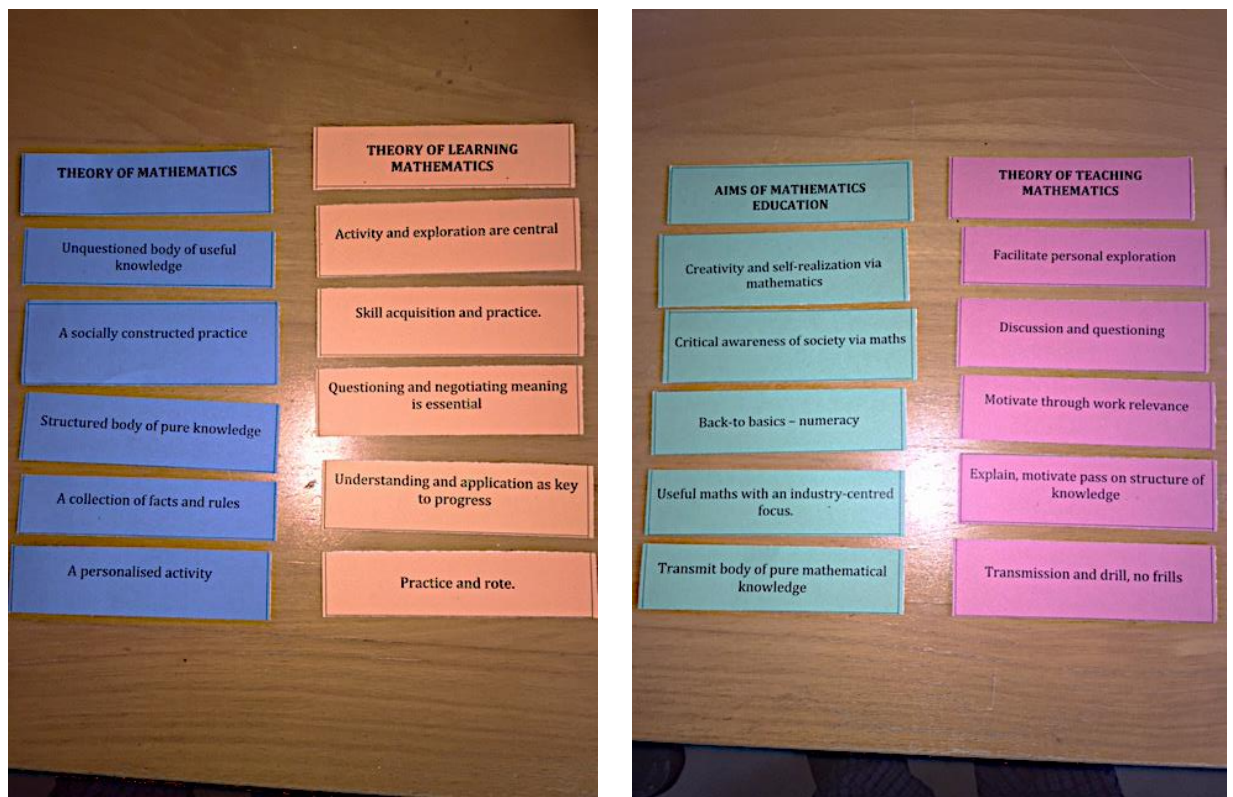 THEORY OF MATHEMATICS
Unquestioned body of useful
knowledge
A socially constructed practice
Structured body of pure knowledge
A collection of facts and rules
A personalised activity
THEORY OF LEARNING
MATHEMATICS
Activity and exploration are central
Skill acquisition and practice.
Questioning and negotiating meaning
is essential
Understanding and application as key
to progress
Practice and rote.
AIMS OF MATHEMATICS
EDUCATION
Creativity and self-realization via
mathematics
Critical awareness of society via maths
Back-to basics – numeracy
Useful maths with an industry-centred
focus.
Transmit body of pure mathematical
knowledge
THEORY OF TEACHING
MATHEMATICS
Facilitate personal exploration
Discussion and questioning
Motivate through work relevance
Explain, motivate pass on structure of
knowledge
Transmission and drill, no frills